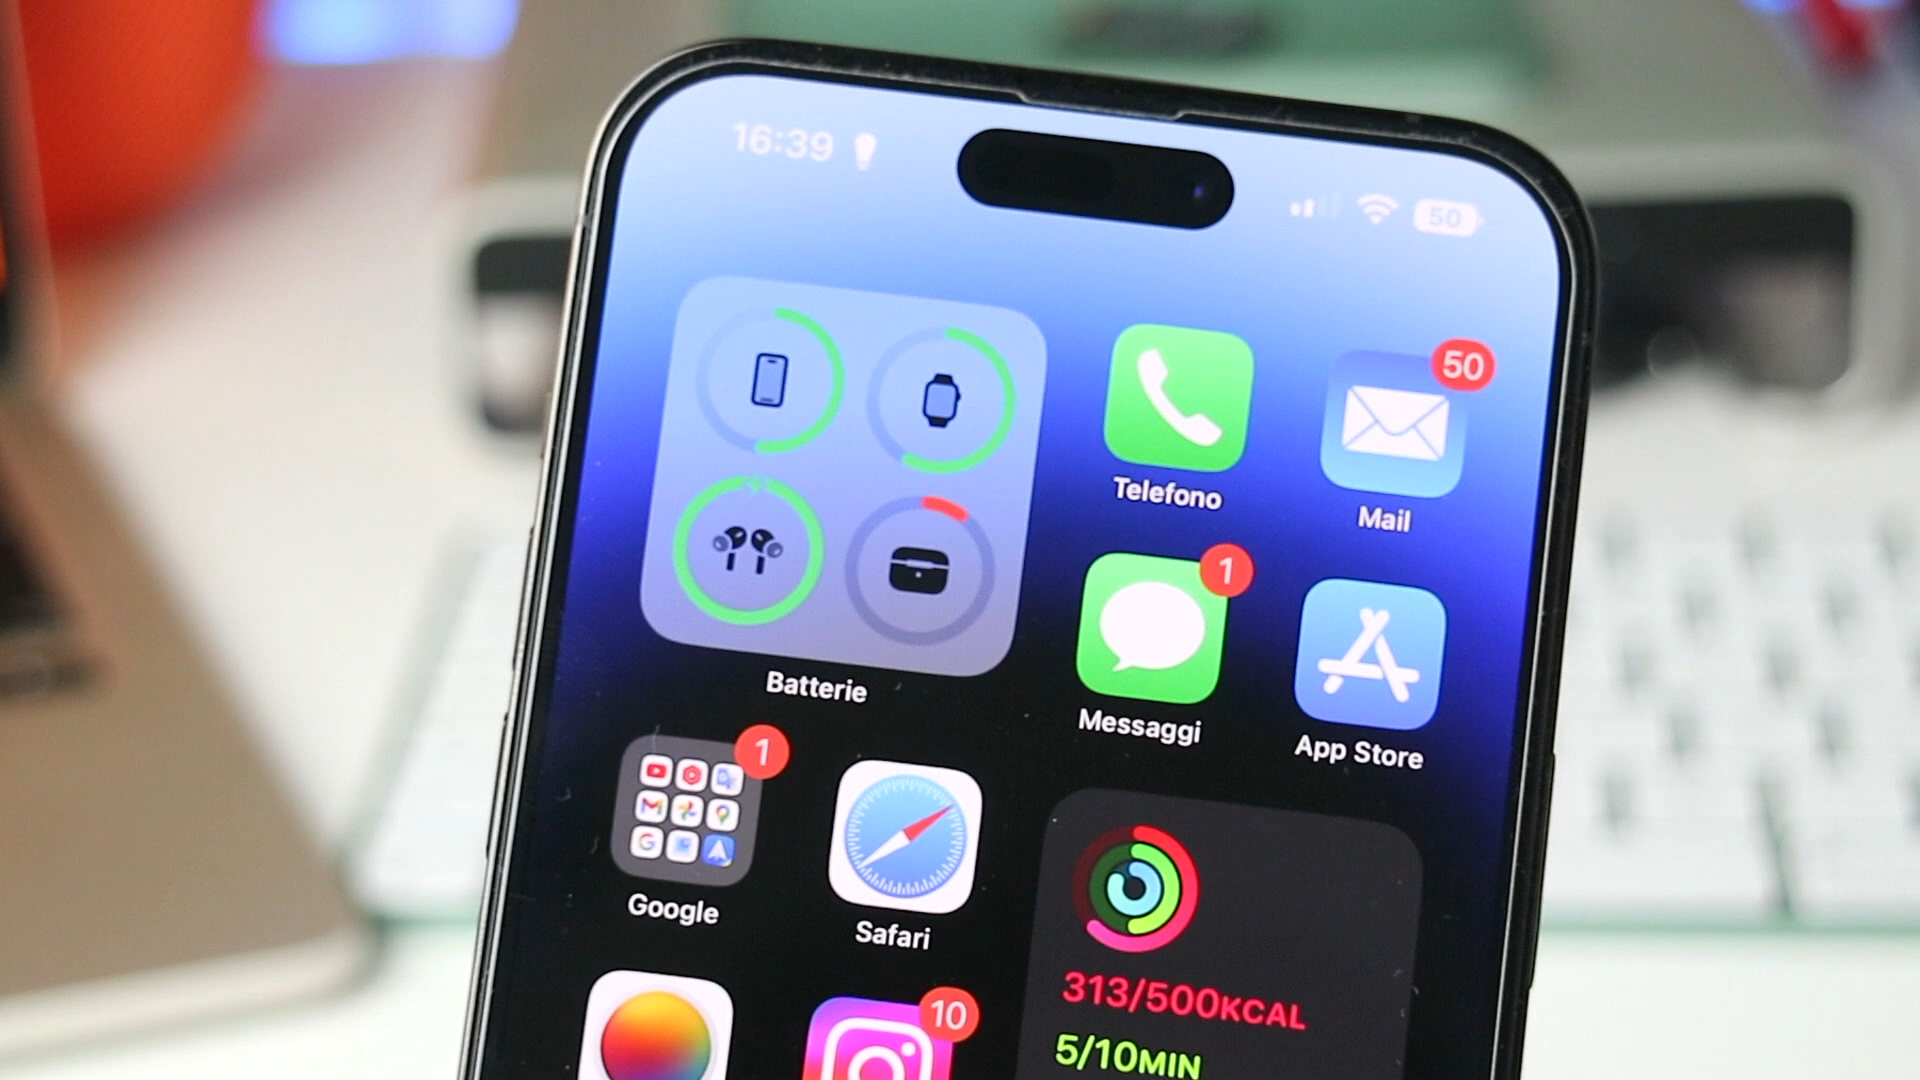 16:39
50
50
Telefono
Mail
1
Batterie
Messaggi
App Store
1
Google
Safari
313/500KCAL
10
5/10MIN